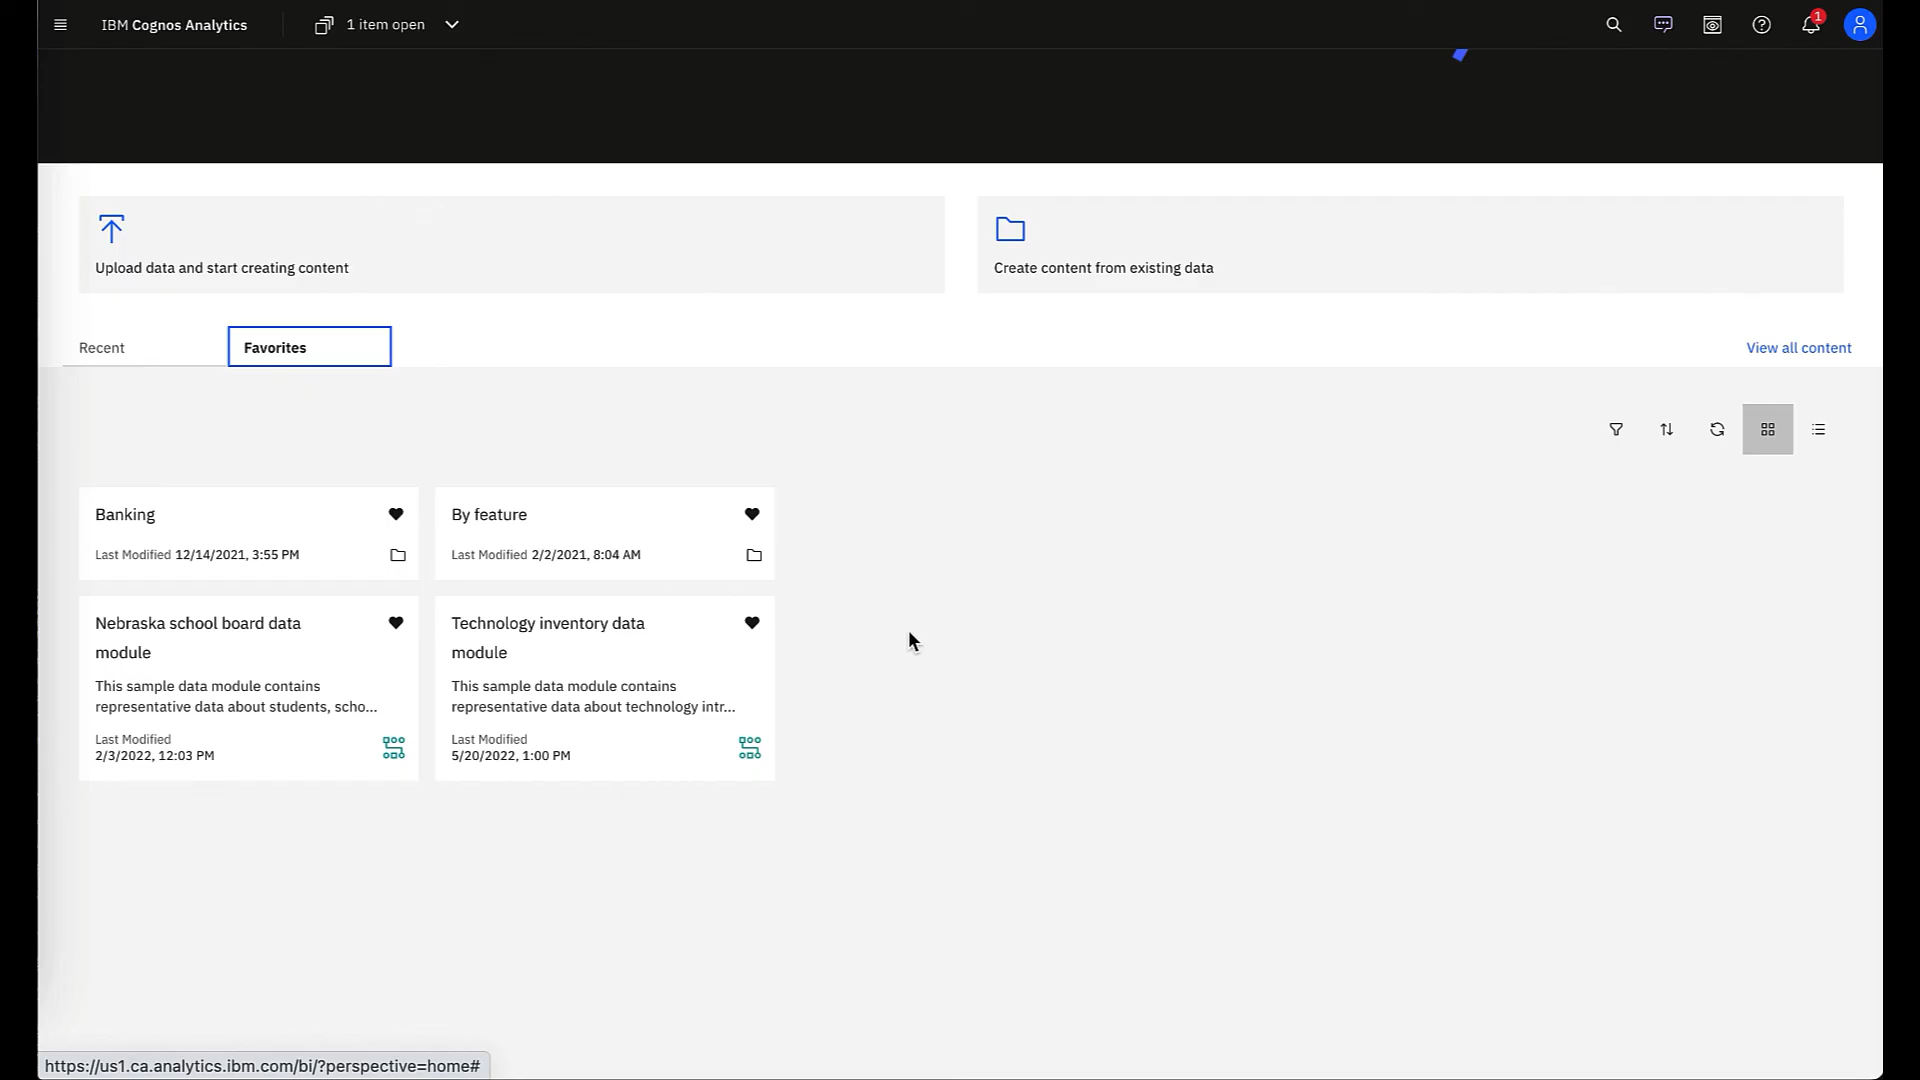 IBM Cognos Analytics
1 item open
1
Upload data and start creating content
Create content from existing data
Recent
Favorites
View all content
Banking
Last Modified 12/14/2021, 3:55 PM
By feature
Last Modified 2/2/2021, 8:04 AM
Nebraska school board data
module
This sample data module contains
representative data about students, scho...
Last Modified
2/3/2022, 12:03 PM
Technology inventory data
module
This sample data module contains
representative data about technology intr...
Last Modified
5/20/2022, 1:00 PM
https://us1.ca.analytics.ibm.com/bi/?perspective=home#